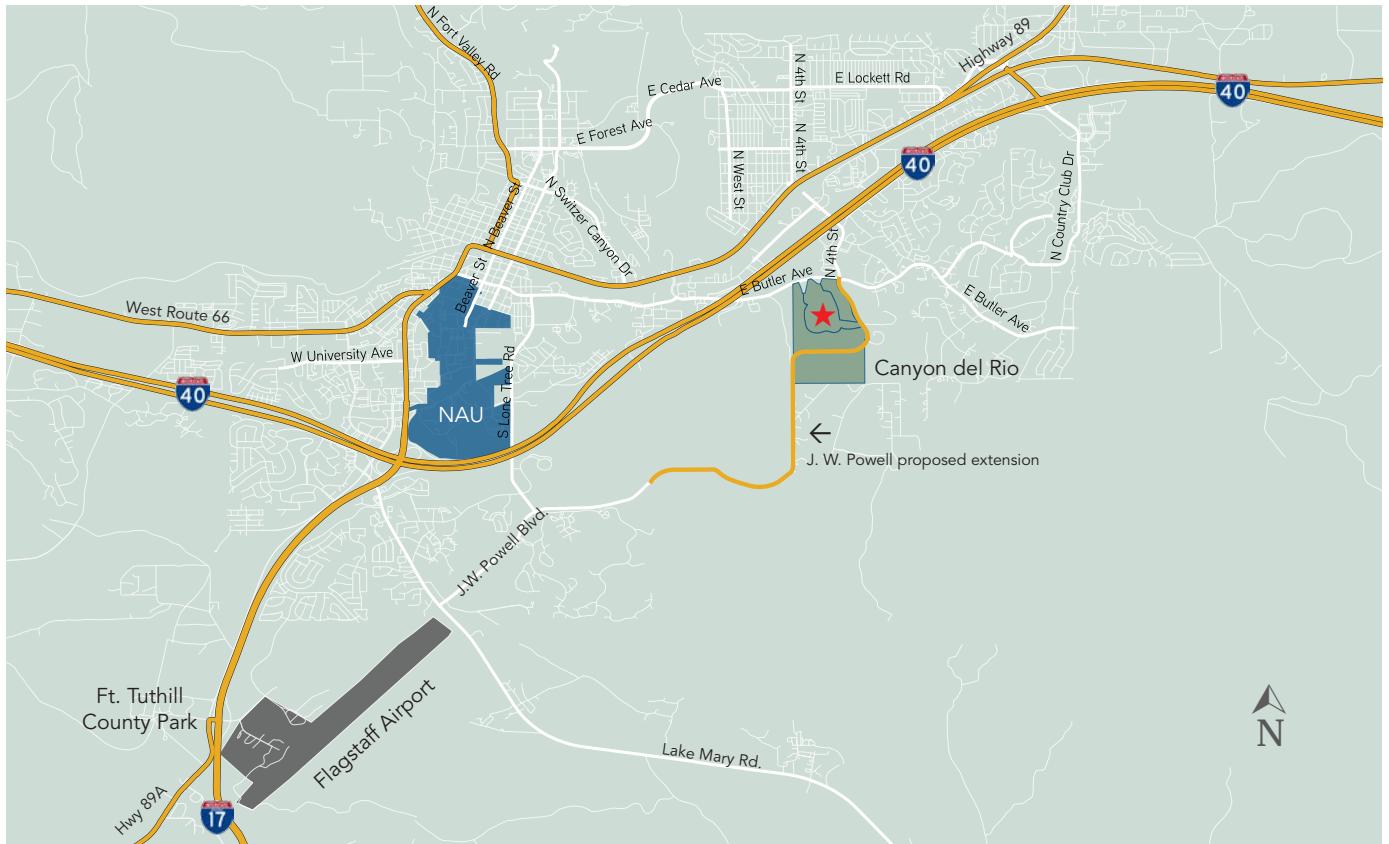 N Fort Valley Rd
Highway 89
N 4th St
E Lockett Rd
E Cedar Ave
40
E Forest Ave
N 4th St
40
N West St
N Country Club Dr
N Switzer Canyon Dr
N Beaver St
N 4th St
E Butler Ave
Beaver St
E Butler Ave
West Route 66
W University Ave
Canyon del Rio
40
S Lone Tree Rd
NAU
J. W. Powell proposed extension
J.W. Powell Blvd.
Ft. Tuthill
County Park
Flagstaff Airport
N
Lake Mary Rd.
Hwy 89A
17